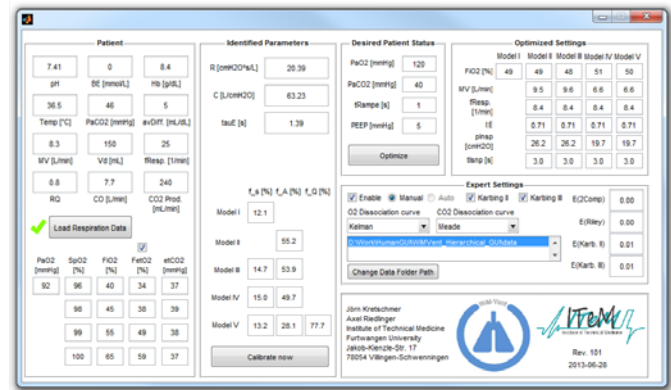 Patient
7.41 0 8.4
pH BE [mmol/L] Hb [g/dL]
36.5 46 5
Temp [°C] PaCO2 [mmHg] avDiff. [mL/dL]
8.3 150 25
MV [L/min] Vd [mL] fResp. [1/min]
0.8 7.7 240
RQ CO [L/min] CO2 Prod. [mL/min]
Load Respiration Data
PaO2 [mmHg] SpO2 [%] FiO2 [%] FetO2 [%] etCO2 [mmHg]
92 96 40 34 37
98 45 38 39
99 55 49 38
100 65 59 37
Identified Parameters
R [cmH2O*s/L] 20.39
C [L/cmH2O] 63.23
tauE [s] 1.39
f_s [%] f_A [%] f_Q [%]
Model I 12.1
Model II 55.2
Model III 14.7 53.9
Model IV 15.0 49.7
Model V 13.2 28.1 77.7
Calibrate now
Desired Patient Status
PaO2 [mmHg] 120
PaCO2 [mmHg] 40
tRampe [s] 1
PEEP [mmHg] 5
Optimize
Optimized Settings
Model I Model II Model III Model IV Model V
FiO2 [%] 49 49 48 51 50
MV [L/min] 9.5 9.6 6.6 6.6
fResp. [1/min] 8.4 8.4 8.4 8.4
I:E 0.71 0.71 0.71 0.71
pInsp [cmH2O] 26.2 26.2 19.7 19.7
tInsp [s] 3.0 3.0 3.0 3.0
Expert Settings
Enable Manual Auto Karbing II Karbing III E(2Comp) 0.00
O2 Dissociation curve CO2 Dissociation curve
Kelman Meade E(Riley) 0.00
D:\Work\HumanGUI\WiMVent_Hierarchical_GUI\data E(Karb. II) 0.01
Change Data Folder Path E(Karb. III) 0.01
Jörn Kretschmer
Axel Riedlinger
Institute of Technical Medicine
Furtwangen University
Jakob-Kienzle-Str. 17
78054 Villingen-Schwenningen
WiM-Vent
ITeM
Institute of Technical Medicine
Rev. 101
2013-06-28